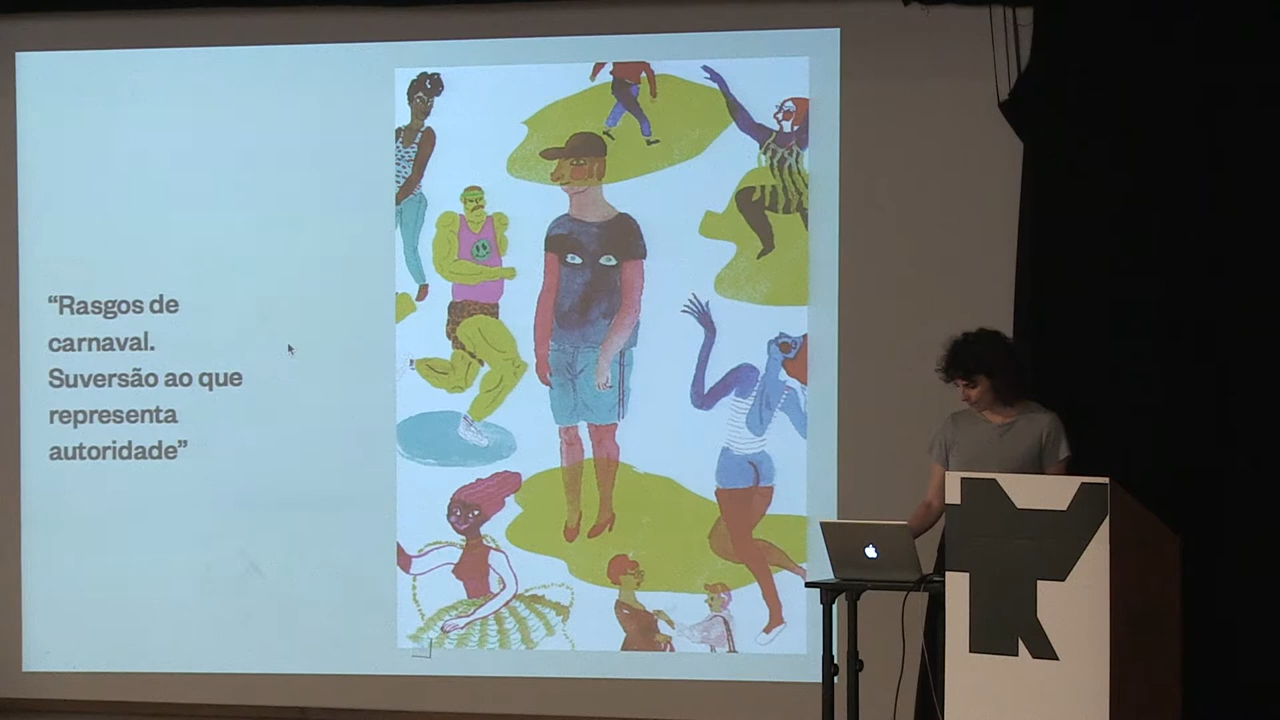 “Rasgos de
carnaval.
Suversão ao que
representa
autoridade”